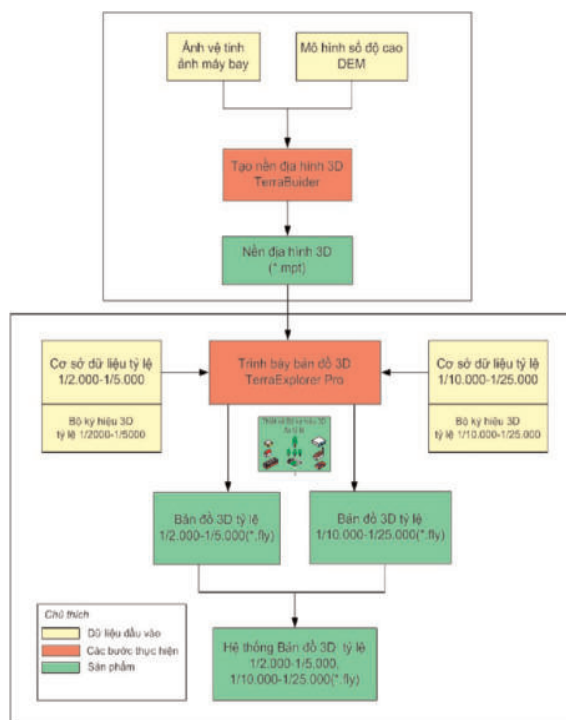 Ảnh vệ tinh
ảnh máy bay
Mô hình số độ cao
DEM
Tạo nền địa hình 3D
TerraBuider
Nền địa hình 3D
(*.mpt)
Cơ sở dữ liệu tỷ lệ
1/2.000-1/5.000
Bộ ký hiệu 3D
tỷ lệ 1/2000-1/5000
Trình bày bản đồ 3D
TerraExplorer Pro
Cơ sở dữ liệu tỷ lệ
1/10.000-1/25.000
Bộ ký hiệu 3D
tỷ lệ 1/10.000-1/25.000
Thiết kế Bộ ký hiệu 3D
Bản đồ 3D tỷ lệ
1/2.000-1/5.000(*.fly)
Bản đồ 3D tỷ lệ
1/10.000-1/25.000(*.fly)
Hệ thống Bản đồ 3D tỷ lệ
1/2.000-1/5.000,
1/10.000-1/25.000(*.fly)
Chú thích
Dữ liệu đầu vào
Các bước thực hiện
Sản phẩm